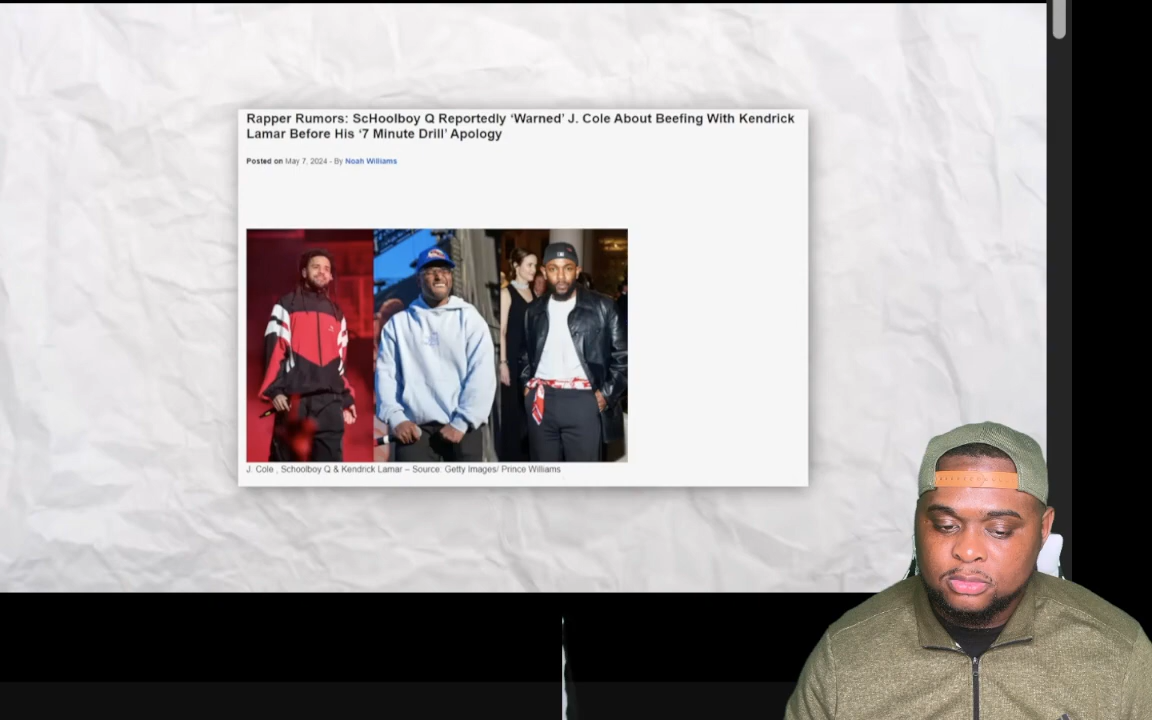 Rapper Rumors: ScHoolboy Q Reportedly ‘Warned’ J. Cole About Beefing With Kendrick
Lamar Before His ‘7 Minute Drill’ Apology
Posted on May 7, 2024 - By Noah Williams
J. Cole , Schoolboy Q & Kendrick Lamar – Source: Getty Images/ Prince Williams